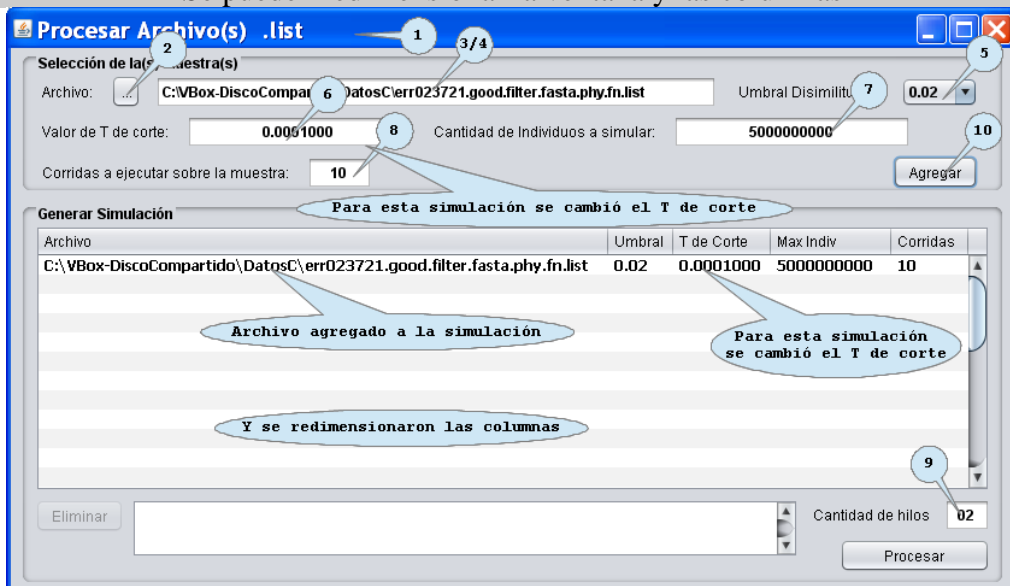 Procesar Archivo(s) .list
1
2
3/4
5
Selección de la(s) muestra(s)
Archivo: ... C:\VBox-DiscoCompar DatosC\err023721.good.filter.fasta.phy.fn.list
Umbral Disimilitu 0.02
6
7
Valor de T de corte: 0.0001000
8
Cantidad de Individuos a simular: 5000000000
10
Corridas a ejecutar sobre la muestra: 10
Agregar
Para esta simulación se cambió el T de corte
Generar Simulación
Archivo Umbral T de Corte Max Indiv Corridas
C:\VBox-DiscoCompartido\DatosC\err023721.good.filter.fasta.phy.fn.list 0.02 0.0001000 5000000000 10
Archivo agregado a la simulación
Para esta simulación
se cambió el T de corte
Y se redimensionaron las columnas
9
Eliminar
Cantidad de hilos 02
Procesar